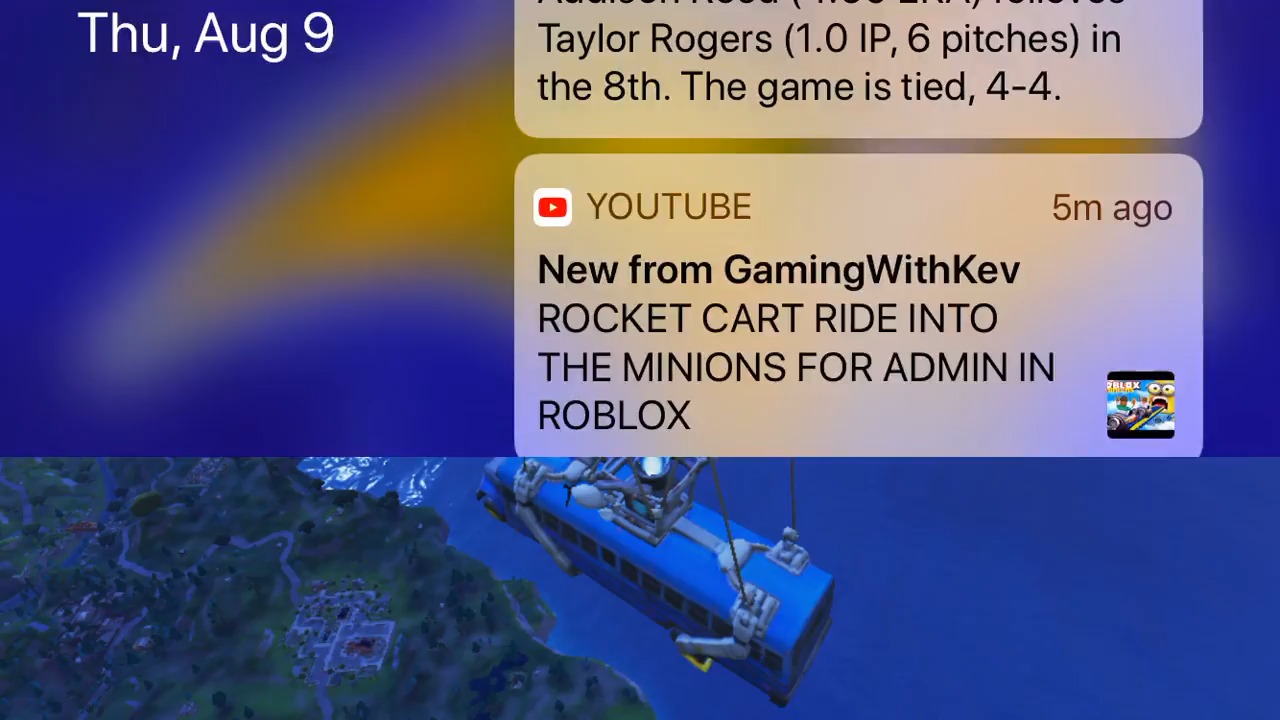 Thu, Aug 9
Taylor Rogers (1.0 IP, 6 pitches) in
the 8th. The game is tied, 4-4.
YOUTUBE
5m ago
New from GamingWithKev
ROCKET CART RIDE INTO
THE MINIONS FOR ADMIN IN
ROBLOX